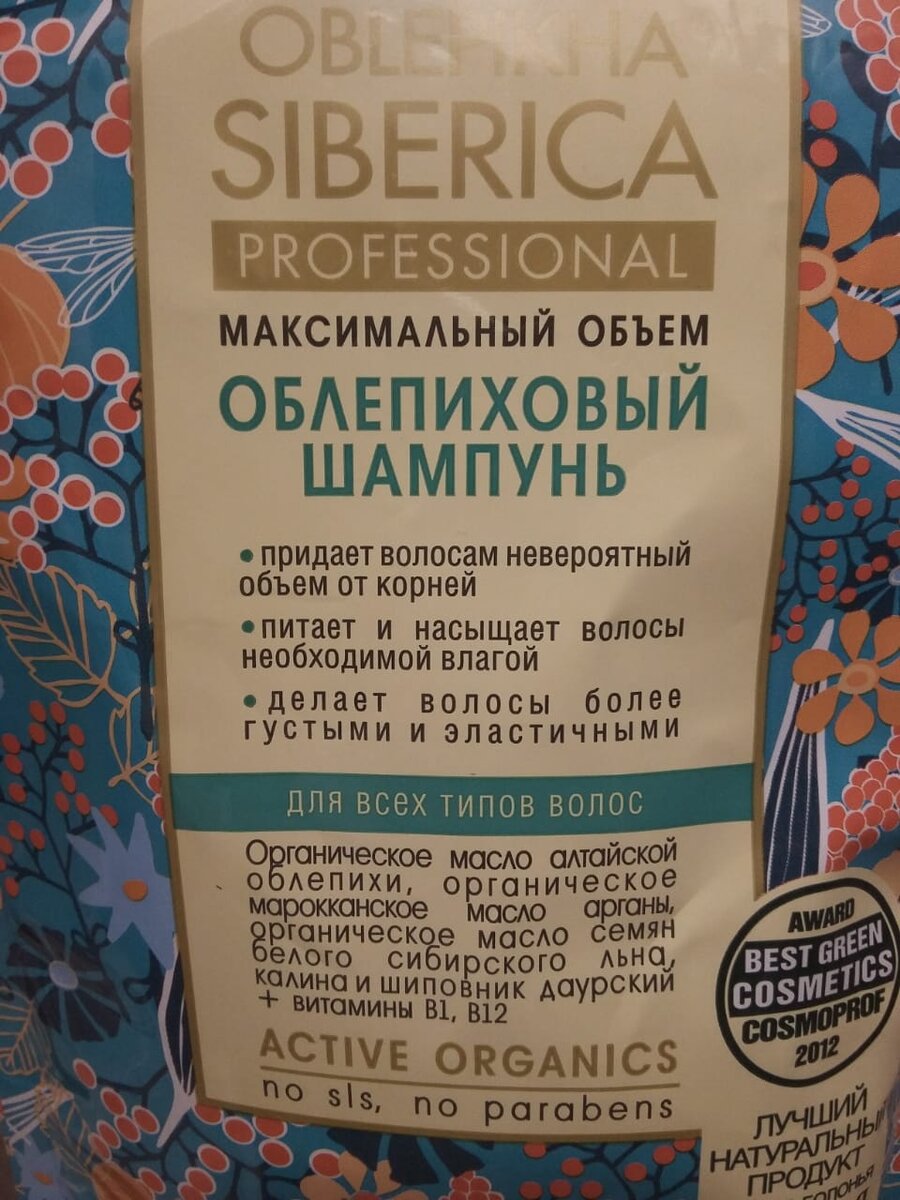 OBLEPIKHA
SIBERICA
PROFESSIONAL
МАКСИМАЛЬНЫЙ ОБЪЕМ
ОБЛЕПИХОВЫЙ
ШАМПУНЬ
• придает волосам невероятный
объем от корней
• питает и насыщает волосы
необходимой влагой
• делает волосы более
густыми и эластичными
ДЛЯ ВСЕХ ТИПОВ ВОЛОС
Органическое масло алтайской
облепихи, органическое
марокканское масло арганы,
органическое масло семян
белого сибирского льна,
калина и шиповник даурский
+ витамины B1, B12
ACTIVE ORGANICS
no sls, no parabens
AWARD
BEST GREEN
COSMETICS
COSMOPROF
2012
ЛУЧШИЙ
НАТУРАЛЬНЫЙ
ПРОДУКТ